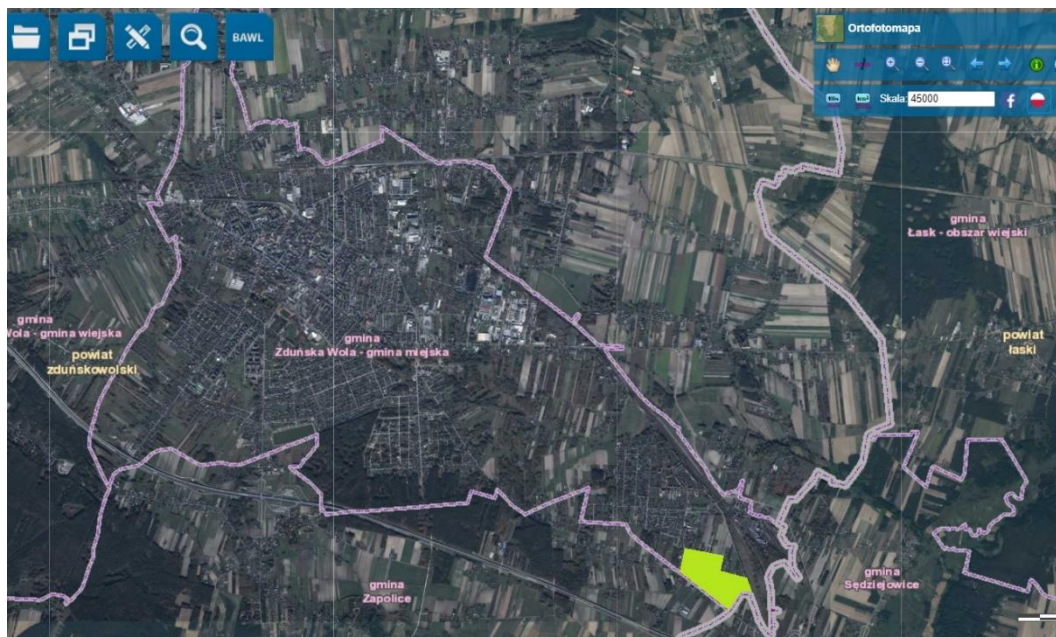 BAWL
Ortofotomapa
Skala: 45000
gmina
Łask - obszar wiejski
gmina
Wola - gmina wiejska
powiat
zduńskowolski
gmina
Zduńska Wola - gmina miejska
powiat
łaski
gmina
Zapolice
gmina
Sędziejowice